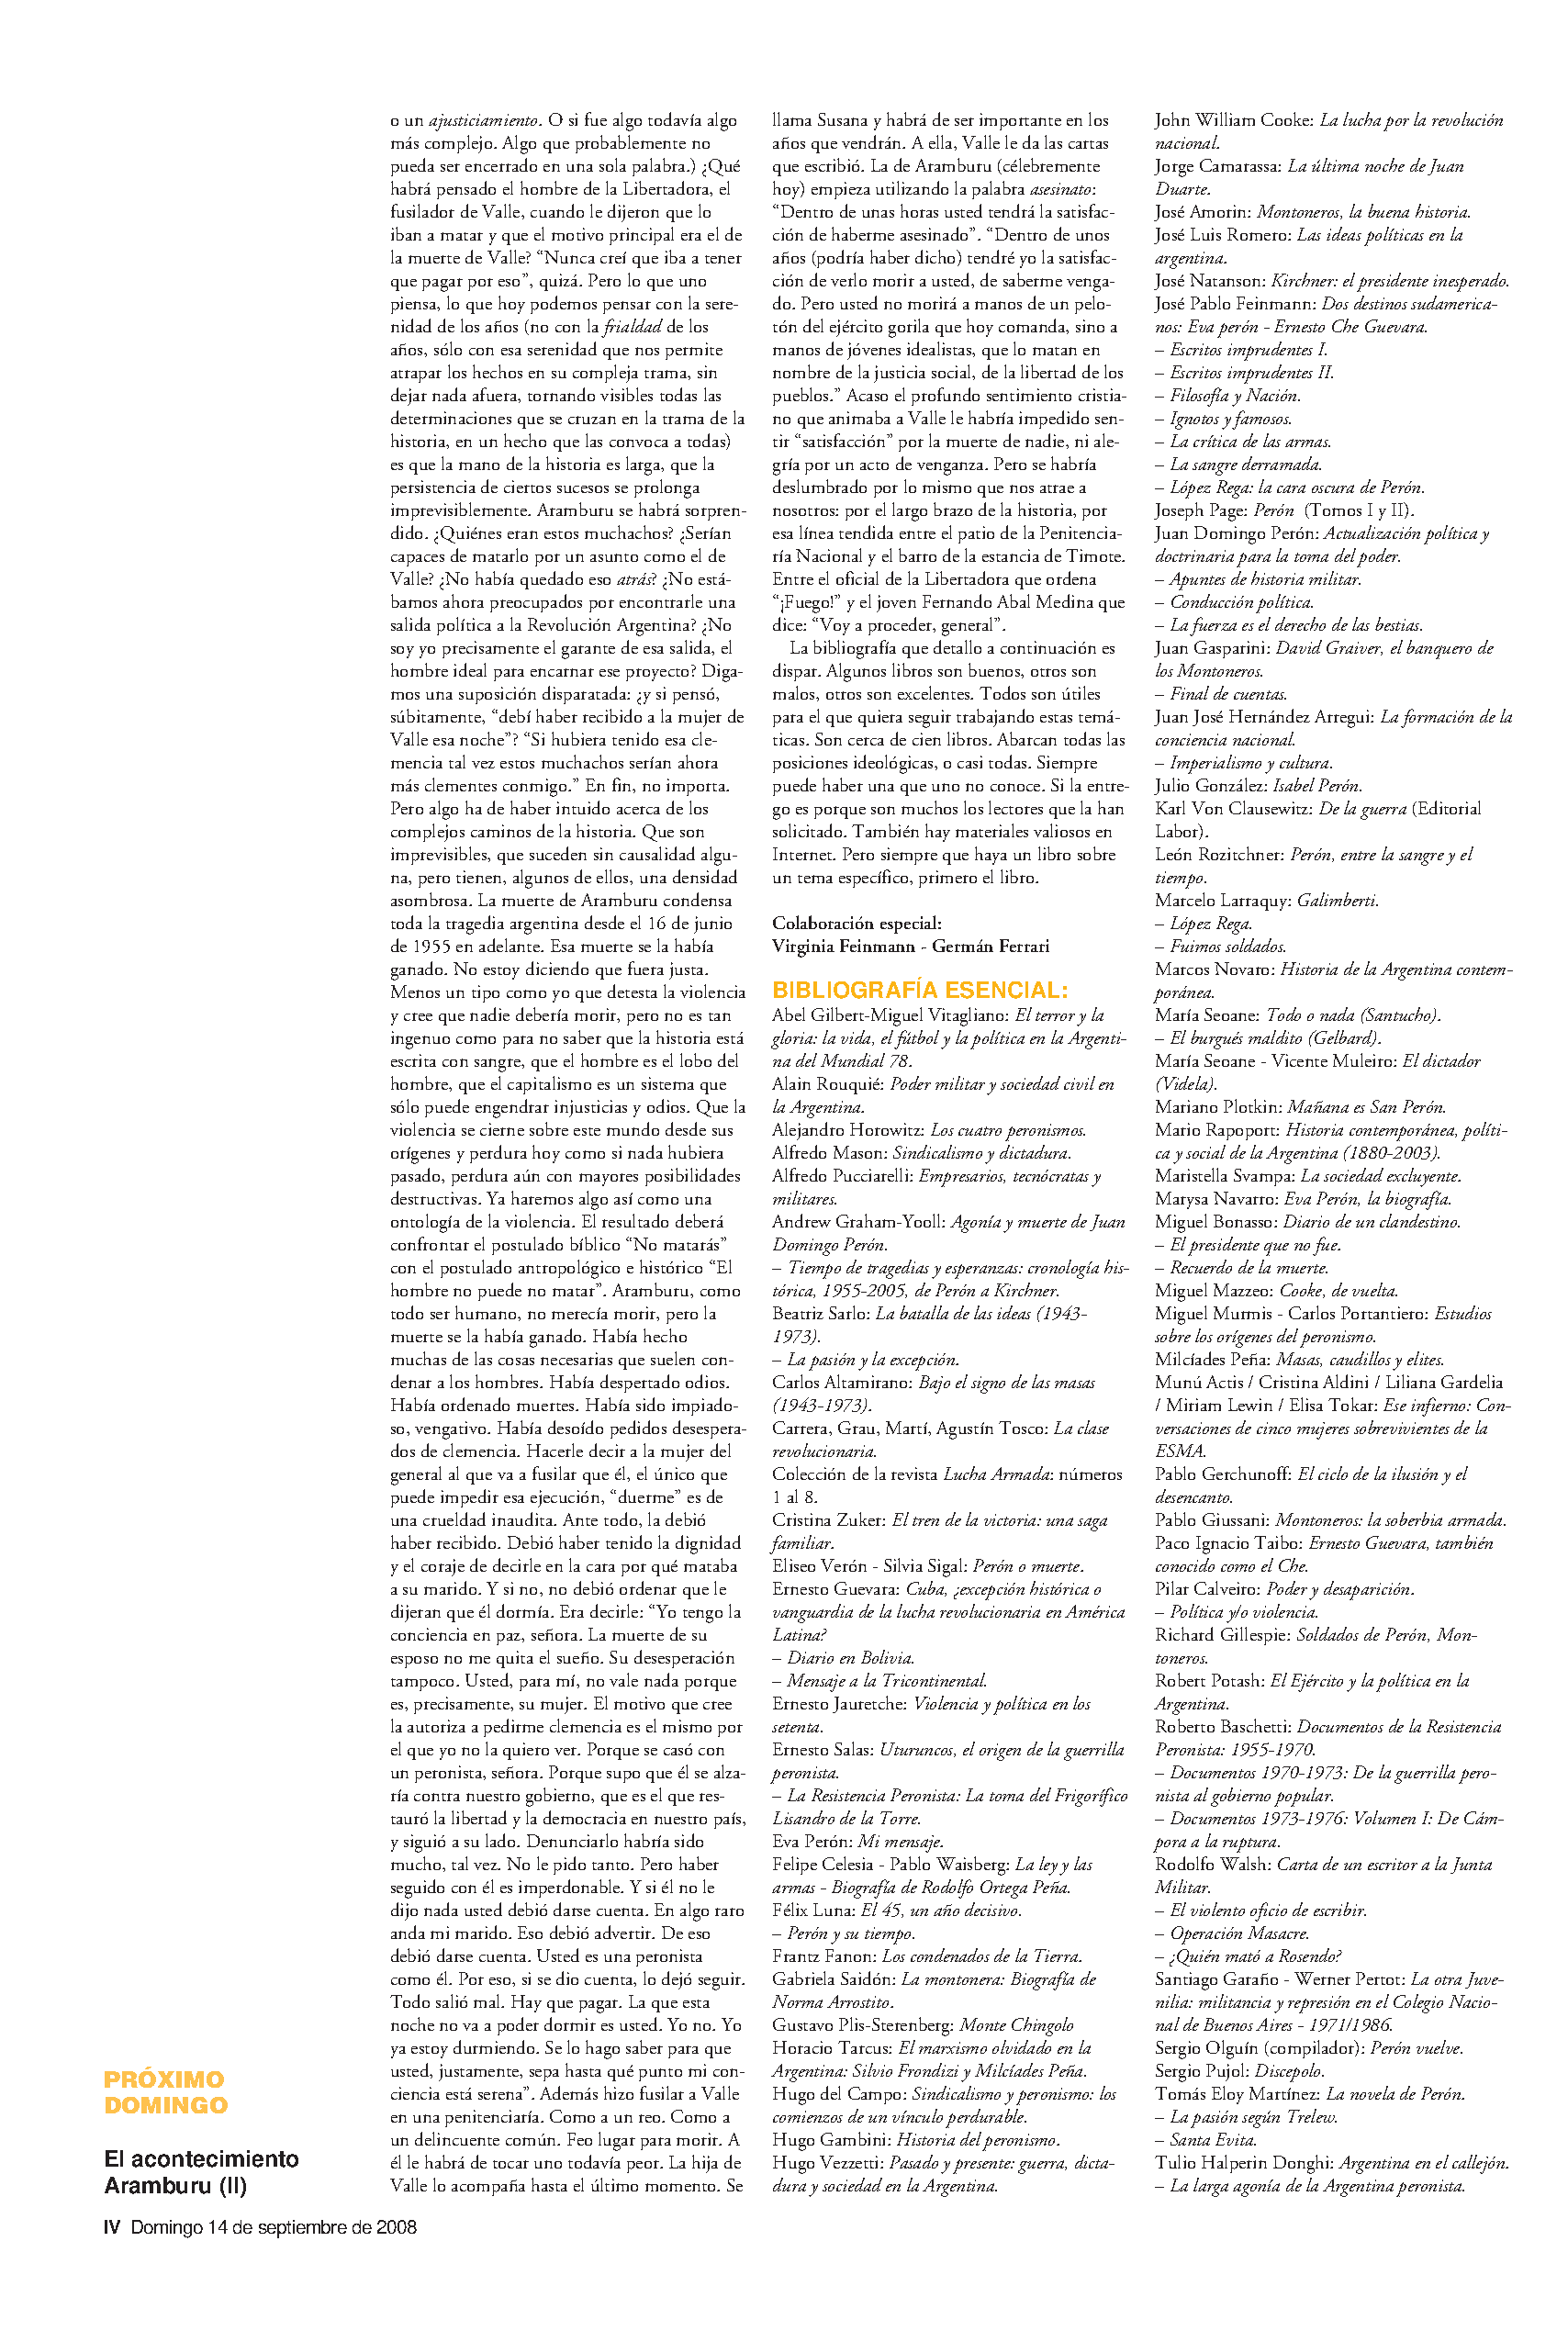 o un ajusticiamiento. O si fue algo todavía algo
más complejo. Algo que probablemente no
pueda ser encerrado en una sola palabra.) ¿Qué
habrá pensado el hombre de la Libertadora, el
fusilador de Valle, cuando le dijeron que lo
iban a matar y que el motivo principal era el de
la muerte de Valle? “Nunca creí que iba a tener
que pagar por eso”, quizá. Pero lo que uno
piensa, lo que hoy podemos pensar con la sere-
nidad de los años (no con la frialdad de los
años, sólo con esa serenidad que nos permite
atrapar los hechos en su compleja trama, sin
dejar nada afuera, tornando visibles todas las
determinaciones que se cruzan en la trama de la
historia, en un hecho que las convoca a todas)
es que la mano de la historia es larga, que la
persistencia de ciertos sucesos se prolonga
imprevisiblemente. Aramburu se habrá sorpren-
dido. ¿Quiénes eran estos muchachos? ¿Serían
capaces de matarlo por un asunto como el de
Valle? ¿No había quedado eso atrás? ¿No está-
bamos ahora preocupados por encontrarle una
salida política a la Revolución Argentina? ¿No
soy yo precisamente el garante de esa salida, el
hombre ideal para encarnar ese proyecto? Diga-
mos una suposición disparatada: ¿y si pensó,
súbitamente, “debí haber recibido a la mujer de
Valle esa noche”? “Si hubiera tenido esa cle-
mencia tal vez estos muchachos serían ahora
más clementes conmigo.” En fin, no importa.
Pero algo ha de haber intuido acerca de los
complejos caminos de la historia. Que son
imprevisibles, que suceden sin causalidad algu-
na, pero tienen, algunos de ellos, una densidad
asombrosa. La muerte de Aramburu condensa
toda la tragedia argentina desde el 16 de junio
de 1955 en adelante. Esa muerte se la había
ganado. No estoy diciendo que fuera justa.
Menos un tipo como yo que detesta la violencia
y cree que nadie debería morir, pero no es tan
ingenuo como para no saber que la historia está
escrita con sangre, que el hombre es el lobo del
hombre, que el capitalismo es un sistema que
sólo puede engendrar injusticias y odios. Que la
violencia se cierne sobre este mundo desde sus
orígenes y perdura hoy como si nada hubiera
pasado, perdura aún con mayores posibilidades
destructivas. Ya haremos algo así como una
ontología de la violencia. El resultado deberá
confrontar el postulado bíblico “No matarás”
con el postulado antropológico e histórico “El
hombre no puede no matar”. Aramburu, como
todo ser humano, no merecía morir, pero la
muerte se la había ganado. Había hecho
muchas de las cosas necesarias que suelen con-
denar a los hombres. Había despertado odios.
Había ordenado muertes. Había sido impiado-
so, vengativo. Había desoído pedidos desespera-
dos de clemencia. Hacerle decir a la mujer del
general al que va a fusilar que él, el único que
puede impedir esa ejecución, “duerme” es de
una crueldad inaudita. Ante todo, la debió
haber recibido. Debió haber tenido la dignidad
y el coraje de decirle en la cara por qué mataba
a su marido. Y si no, no debió ordenar que le
dijeran que él dormía. Era decirle: “Yo tengo la
conciencia en paz, señora. La muerte de su
esposo no me quita el sueño. Su desesperación
tampoco. Usted, para mí, no vale nada porque
es, precisamente, su mujer. El motivo que cree
la autoriza a pedirme clemencia es el mismo por
el que yo no la quiero ver. Porque se casó con
un peronista, señora. Porque supo que él se alza-
ría contra nuestro gobierno, que es el que res-
tauró la libertad y la democracia en nuestro país,
y siguió a su lado. Denunciarlo habría sido
mucho, tal vez. No le pido tanto. Pero haber
seguido con él es imperdonable. Y si él no le
dijo nada usted debió darse cuenta. En algo raro
anda mi marido. Eso debió advertir. De eso
debió darse cuenta. Usted es una peronista
como él. Por eso, si se dio cuenta, lo dejó seguir.
Todo salió mal. Hay que pagar. La que esta
noche no va a poder dormir es usted. Yo no. Yo
ya estoy durmiendo. Se lo hago saber para que
usted, justamente, sepa hasta qué punto mi con-
ciencia está serena”. Además hizo fusilar a Valle
en una penitenciaría. Como a un reo. Como a
un delincuente común. Feo lugar para morir. A
él le habrá de tocar uno todavía peor. La hija de
Valle lo acompaña hasta el último momento. Se
llama Susana y habrá de ser importante en los
años que vendrán. A ella, Valle le da las cartas
que escribió. La de Aramburu (célebremente
hoy) empieza utilizando la palabra asesinato:
“Dentro de unas horas usted tendrá la satisfac-
ción de haberme asesinado”. “Dentro de unos
años (podría haber dicho) tendré yo la satisfac-
ción de verlo morir a usted, de saberme venga-
do. Pero usted no morirá a manos de un pelo-
tón del ejército gorila que hoy comanda, sino a
manos de jóvenes idealistas, que lo matan en
nombre de la justicia social, de la libertad de los
pueblos.” Acaso el profundo sentimiento cristia-
no que animaba a Valle le habría impedido sen-
tir “satisfacción” por la muerte de nadie, ni ale-
gría por un acto de venganza. Pero se habría
deslumbrado por lo mismo que nos atrae a
nosotros: por el largo brazo de la historia, por
esa línea tendida entre el patio de la Penitencia-
ría Nacional y el barro de la estancia de Timote.
Entre el oficial de la Libertadora que ordena
“¡Fuego!” y el joven Fernando Abal Medina que
dice: “Voy a proceder, general”.
La bibliografía que detallo a continuación es
dispar. Algunos libros son buenos, otros son
malos, otros son excelentes. Todos son útiles
para el que quiera seguir trabajando estas temá-
ticas. Son cerca de cien libros. Abarcan todas las
posiciones ideológicas, o casi todas. Siempre
puede haber una que uno no conoce. Si la entre-
go es porque son muchos los lectores que la han
solicitado. También hay materiales valiosos en
Internet. Pero siempre que haya un libro sobre
un tema específico, primero el libro.
Colaboración especial:
Virginia Feinmann - Germán Ferrari
BIBLIOGRAFÍA ESENCIAL:
Abel Gilbert-Miguel Vitagliano: El terror y la
gloria: la vida, el fútbol y la política en la Argenti-
na del Mundial 78.
Alain Rouquié: Poder militar y sociedad civil en
la Argentina.
Alejandro Horowitz: Los cuatro peronismos.
Alfredo Mason: Sindicalismo y dictadura.
Alfredo Pucciarelli: Empresarios, tecnócratas y
militares.
Andrew Graham-Yooll: Agonía y muerte de Juan
Domingo Perón.
– Tiempo de tragedias y esperanzas: cronología his-
tórica, 1955-2005, de Perón a Kirchner.
Beatriz Sarlo: La batalla de las ideas (1943-
1973).
– La pasión y la excepción.
Carlos Altamirano: Bajo el signo de las masas
(1943-1973).
Carrera, Grau, Martí, Agustín Tosco: La clase
revolucionaria.
Colección de la revista Lucha Armada: números
1 al 8.
Cristina Zuker: El tren de la victoria: una saga
familiar.
Eliseo Verón - Silvia Sigal: Perón o muerte.
Ernesto Guevara: Cuba, ¿excepción histórica o
vanguardia de la lucha revolucionaria en América
Latina?
– Diario en Bolivia.
– Mensaje a la Tricontinental.
Ernesto Jauretche: Violencia y política en los
setenta.
Ernesto Salas: Uturuncos, el origen de la guerrilla
peronista.
– La Resistencia Peronista: La toma del Frigorífico
Lisandro de la Torre.
Eva Perón: Mi mensaje.
Felipe Celesia - Pablo Waisberg: La ley y las
armas - Biografía de Rodolfo Ortega Peña.
Félix Luna: El 45, un año decisivo.
– Perón y su tiempo.
Frantz Fanon: Los condenados de la Tierra.
Gabriela Saidón: La montonera: Biografía de
Norma Arrostito.
Gustavo Plis-Sterenberg: Monte Chingolo
Horacio Tarcus: El marxismo olvidado en la
Argentina: Silvio Frondizi y Milcíades Peña.
Hugo del Campo: Sindicalismo y peronismo: los
comienzos de un vínculo perdurable.
Hugo Gambini: Historia del peronismo.
Hugo Vezzetti: Pasado y presente: guerra, dicta-
dura y sociedad en la Argentina.
John William Cooke: La lucha por la revolución
nacional.
Jorge Camarassa: La última noche de Juan
Duarte.
José Amorin: Montoneros, la buena historia.
José Luis Romero: Las ideas políticas en la
argentina.
José Natanson: Kirchner: el presidente inesperado.
José Pablo Feinmann: Dos destinos sudamerica-
nos: Eva perón - Ernesto Che Guevara.
– Escritos imprudentes I.
– Escritos imprudentes II.
– Filosofía y Nación.
– Ignotos y famosos.
– La crítica de las armas.
– La sangre derramada.
– López Rega: la cara oscura de Perón.
Joseph Page: Perón (Tomos I y II).
Juan Domingo Perón: Actualización política y
doctrinaria para la toma del poder.
– Apuntes de historia militar.
– Conducción política.
– La fuerza es el derecho de las bestias.
Juan Gasparini: David Graiver, el banquero de
los Montoneros.
– Final de cuentas.
Juan José Hernández Arregui: La formación de la
conciencia nacional.
– Imperialismo y cultura.
Julio González: Isabel Perón.
Karl Von Clausewitz: De la guerra (Editorial
Labor).
León Rozitchner: Perón, entre la sangre y el
tiempo.
Marcelo Larraquy: Galimberti.
– López Rega.
– Fuimos soldados.
Marcos Novaro: Historia de la Argentina contem-
poránea.
María Seoane: Todo o nada (Santucho).
– El burgués maldito (Gelbard).
María Seoane - Vicente Muleiro: El dictador
(Videla).
Mariano Plotkin: Mañana es San Perón.
Mario Rapoport: Historia contemporánea, políti-
ca y social de la Argentina (1880-2003).
Maristella Svampa: La sociedad excluyente.
Marysa Navarro: Eva Perón, la biografía.
Miguel Bonasso: Diario de un clandestino.
– El presidente que no fue.
– Recuerdo de la muerte.
Miguel Mazzeo: Cooke, de vuelta.
Miguel Murmis - Carlos Portantiero: Estudios
sobre los orígenes del peronismo.
Milcíades Peña: Masas, caudillos y elites.
Munú Actis / Cristina Aldini / Liliana Gardelia
/ Miriam Lewin / Elisa Tokar: Ese infierno: Con-
versaciones de cinco mujeres sobrevivientes de la
ESMA.
Pablo Gerchunoff: El ciclo de la ilusión y el
desencanto.
Pablo Giussani: Montoneros: la soberbia armada.
Paco Ignacio Taibo: Ernesto Guevara, también
conocido como el Che.
Pilar Calveiro: Poder y desaparición.
– Política y/o violencia.
Richard Gillespie: Soldados de Perón, Mon-
toneros.
Robert Potash: El Ejército y la política en la
Argentina.
Roberto Baschetti: Documentos de la Resistencia
Peronista: 1955-1970.
– Documentos 1970-1973: De la guerrilla pero-
nista al gobierno popular.
– Documentos 1973-1976: Volumen I: De Cám-
pora a la ruptura.
Rodolfo Walsh: Carta de un escritor a la Junta
Militar.
– El violento oficio de escribir.
– Operación Masacre.
– ¿Quién mató a Rosendo?
Santiago Garaño - Werner Pertot: La otra Juve-
nilia: militancia y represión en el Colegio Nacio-
nal de Buenos Aires - 1971/1986.
Sergio Olguín (compilador): Perón vuelve.
Sergio Pujol: Discepolo.
Tomás Eloy Martínez: La novela de Perón.
– La pasión según Trelew.
– Santa Evita.
Tulio Halperin Donghi: Argentina en el callejón.
– La larga agonía de la Argentina peronista.
PRÓXIMO
DOMINGO
El acontecimiento
Aramburu (II)
IV Domingo 14 de septiembre de 2008